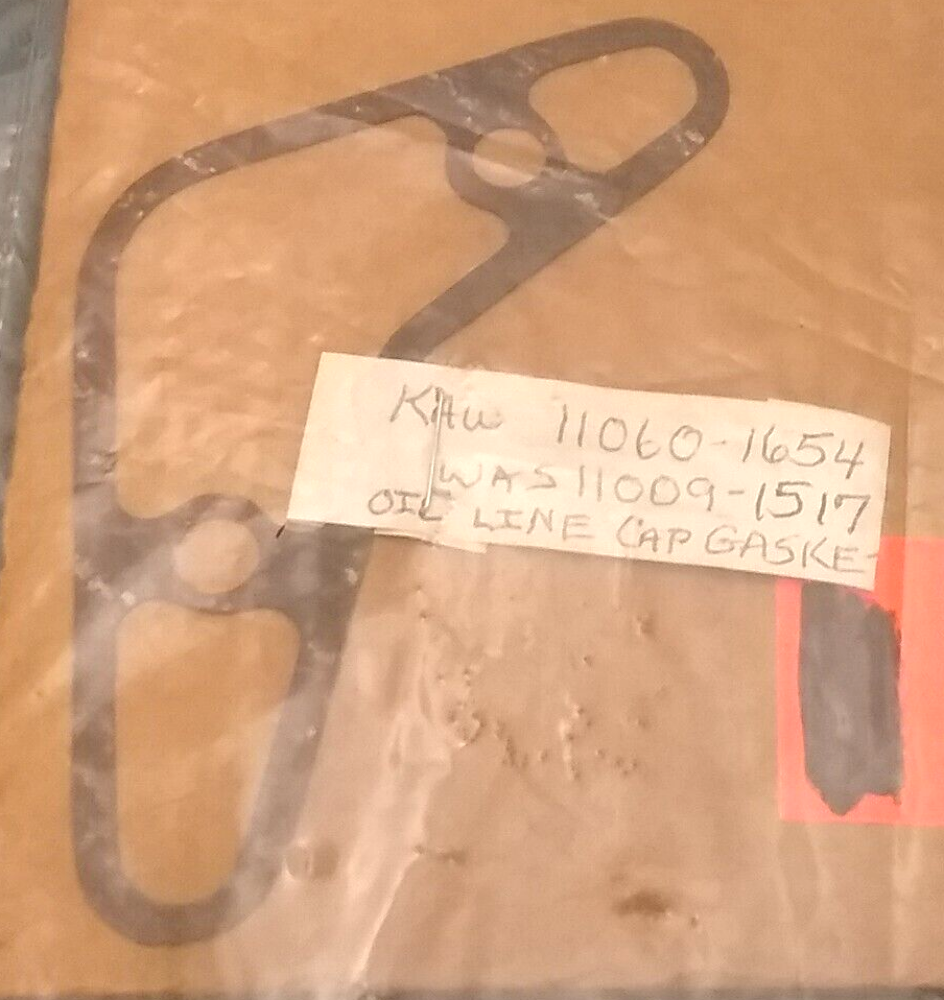 KAW 11060-1654
WAS 11009-1517
OIL LINE CAP GASKE